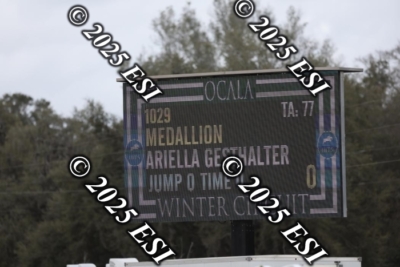 OCALA
1029 TA: 77
MEDALLION
ARIELLA GESTHALTER
JUMP 0 TIME 0
WINTER CIRCUIT
© 2025 ESI
© 2025 ESI
© 2025 ESI
© 2025 ESI